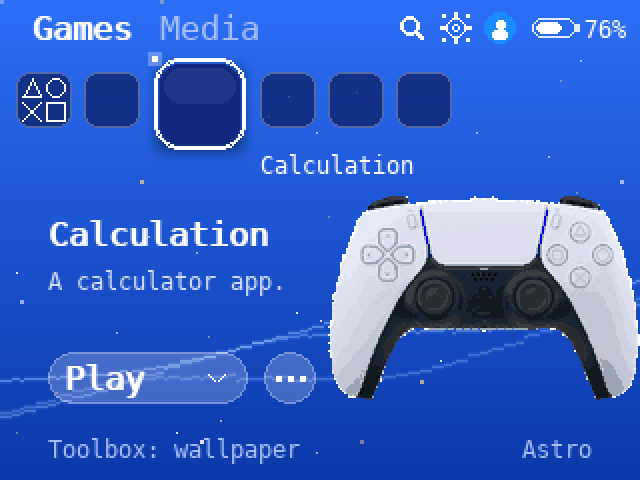 Games Media 76%
Calculation
Calculation
A calculator app.
Play
Toolbox: wallpaper Astro